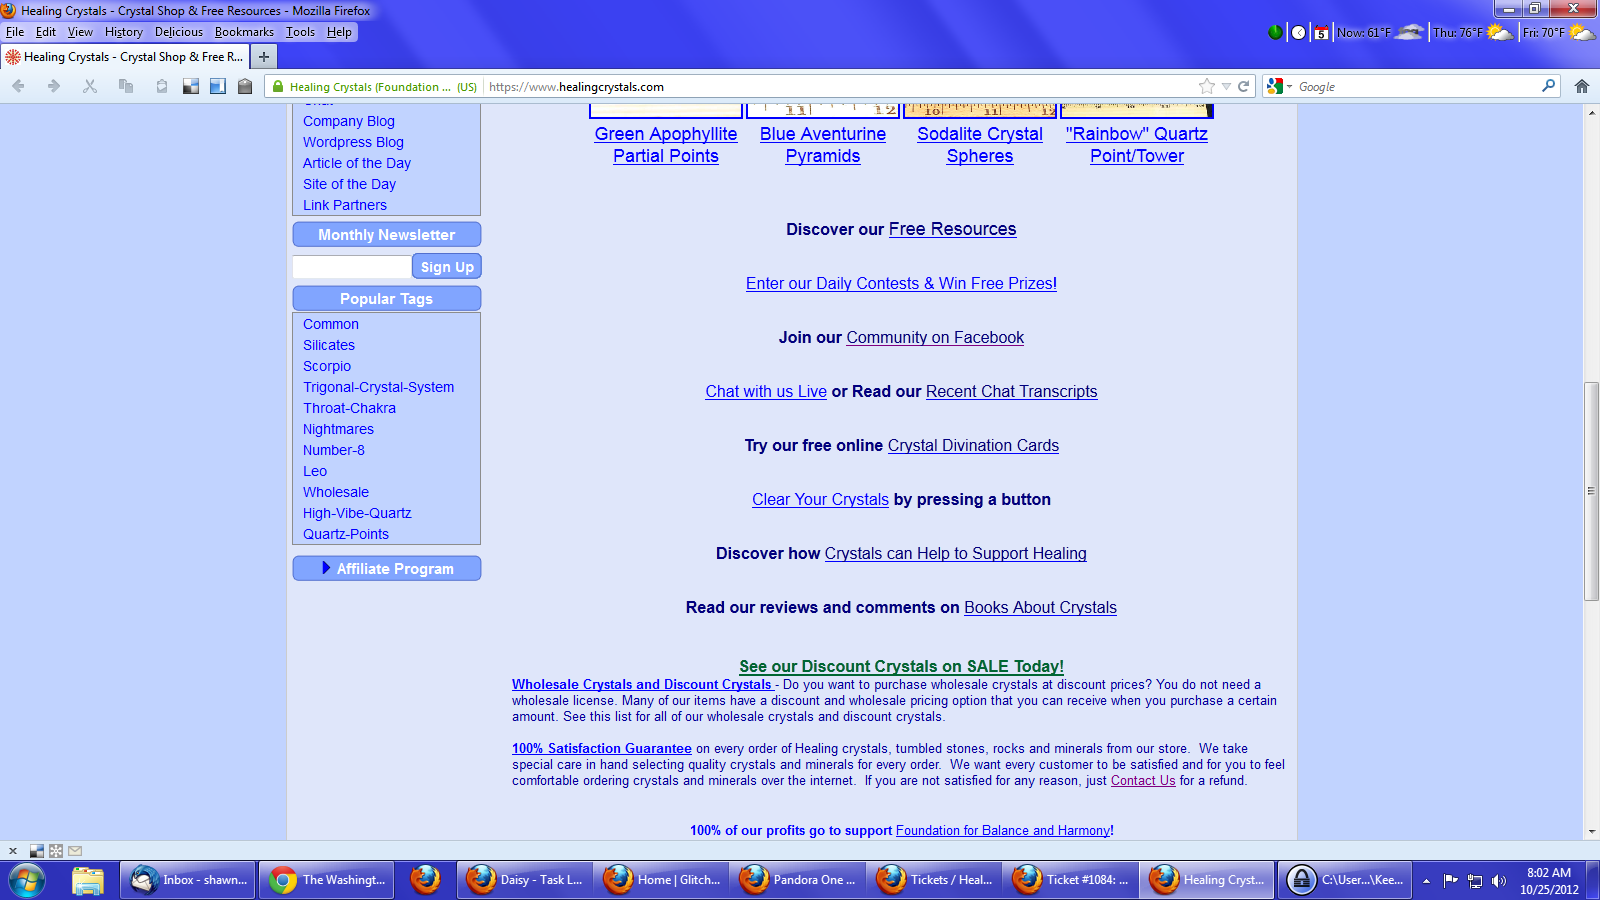 Healing Crystals - Crystal Shop & Free Resources - Mozilla Firefox
File Edit View History Delicious Bookmarks Tools Help
5 Now: 61°F Thu: 76°F Fri: 70°F
Healing Crystals - Crystal Shop & Free R...
Healing Crystals (Foundation ... (US) https://www.healingcrystals.com Google
11 12 10 11 12
Company Blog
Wordpress Blog
Article of the Day
Site of the Day
Link Partners
Monthly Newsletter
Sign Up
Popular Tags
Common
Silicates
Scorpio
Trigonal-Crystal-System
Throat-Chakra
Nightmares
Number-8
Leo
Wholesale
High-Vibe-Quartz
Quartz-Points
Affiliate Program
Green Apophyllite
Partial Points
Blue Aventurine
Pyramids
Sodalite Crystal
Spheres
"Rainbow" Quartz
Point/Tower
Discover our Free Resources
Enter our Daily Contests & Win Free Prizes!
Join our Community on Facebook
Chat with us Live or Read our Recent Chat Transcripts
Try our free online Crystal Divination Cards
Clear Your Crystals by pressing a button
Discover how Crystals can Help to Support Healing
Read our reviews and comments on Books About Crystals
See our Discount Crystals on SALE Today!
Wholesale Crystals and Discount Crystals - Do you want to purchase wholesale crystals at discount prices? You do not need a
wholesale license. Many of our items have a discount and wholesale pricing option that you can receive when you purchase a certain
amount. See this list for all of our wholesale crystals and discount crystals.
100% Satisfaction Guarantee on every order of Healing crystals, tumbled stones, rocks and minerals from our store. We take
special care in hand selecting quality crystals and minerals for every order. We want every customer to be satisfied and for you to feel
comfortable ordering crystals and minerals over the internet. If you are not satisfied for any reason, just Contact Us for a refund.
100% of our profits go to support Foundation for Balance and Harmony!
Inbox - shawn... The Washingt... Daisy - Task L... Home | Glitch... Pandora One ... Tickets / Heal... Ticket #1084: ... Healing Cryst... C:\User...\Kee...
8:02 AM
10/25/2012